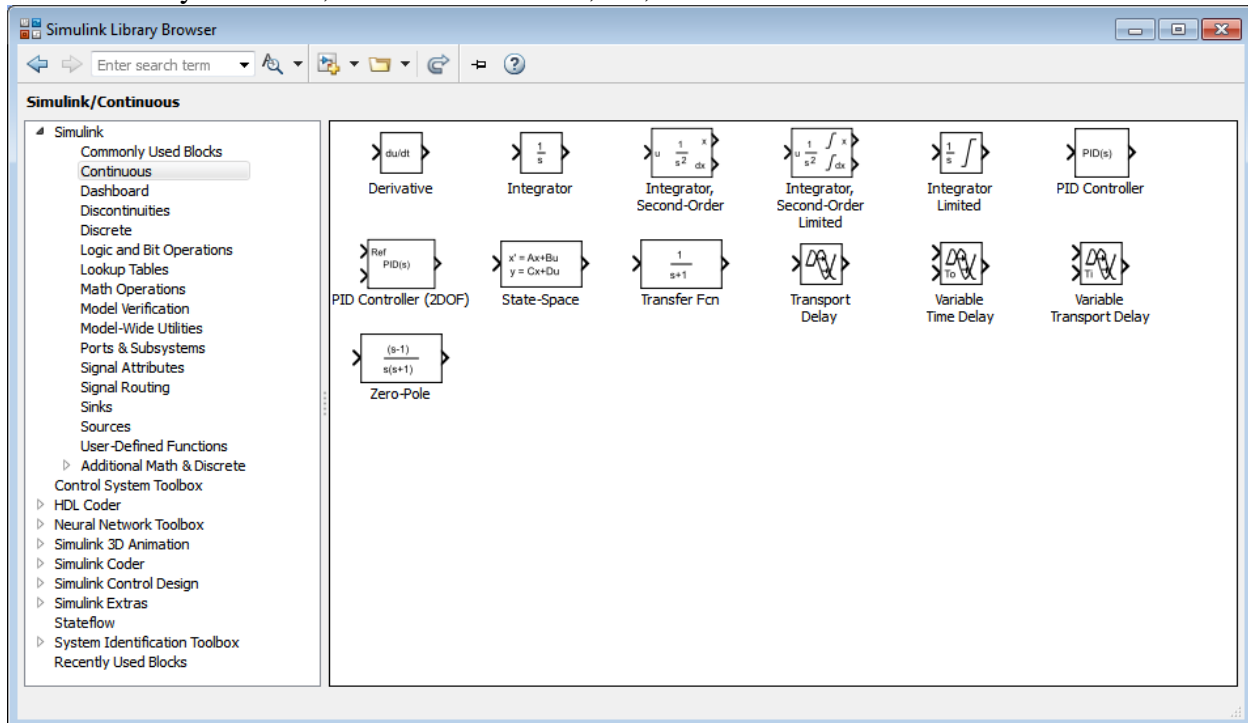 Simulink Library Browser
Enter search term
Simulink/Continuous
Simulink
Commonly Used Blocks
Continuous
Dashboard
Discontinuities
Discrete
Logic and Bit Operations
Lookup Tables
Math Operations
Model Verification
Model-Wide Utilities
Ports & Subsystems
Signal Attributes
Signal Routing
Sinks
Sources
User-Defined Functions
Additional Math & Discrete
Control System Toolbox
HDL Coder
Neural Network Toolbox
Simulink 3D Animation
Simulink Coder
Simulink Control Design
Simulink Extras
Stateflow
System Identification Toolbox
Recently Used Blocks
du/dt
Derivative
1
s
Integrator
u 1 x
s² dx
Integrator,
Second-Order
u 1 ∫ x
s² ∫ dx
Integrator,
Second-Order
Limited
1 ∫
s
Integrator
Limited
PID(s)
PID Controller
Ref
PID(s)
PID Controller (2DOF)
x' = Ax+Bu
y = Cx+Du
State-Space
1
s+1
Transfer Fcn
Transport
Delay
To
Variable
Time Delay
Ti
Variable
Transport Delay
(s-1)
s(s+1)
Zero-Pole